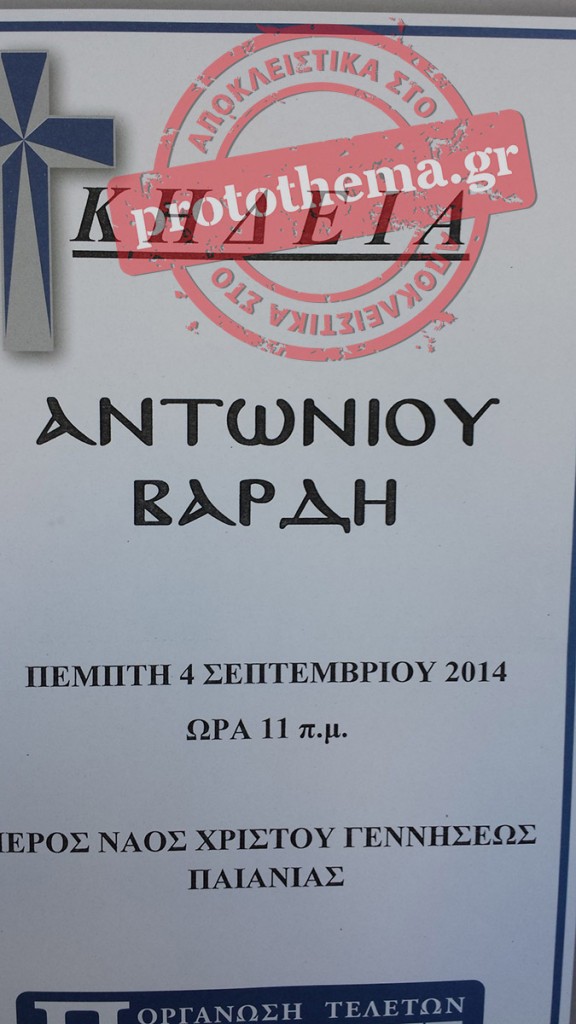 ΑΠΟΚΛΕΙΣΤΙΚΑ ΣΤΟ
protothema.gr
ΑΠΟΚΛΕΙΣΤΙΚΑ ΣΤΟ
ΚΗΔΕΙΑ
ΑΝΤΩΝΙΟΥ
ΒΑΡΔΗ
ΠΕΜΠΤΗ 4 ΣΕΠΤΕΜΒΡΙΟΥ 2014
ΩΡΑ 11 π.μ.
ΙΕΡΟΣ ΝΑΟΣ ΧΡΙΣΤΟΥ ΓΕΝΝΗΣΕΩΣ
ΠΑΙΑΝΙΑΣ
ΟΡΓΑΝΩΣΗ ΤΕΛΕΤΩΝ